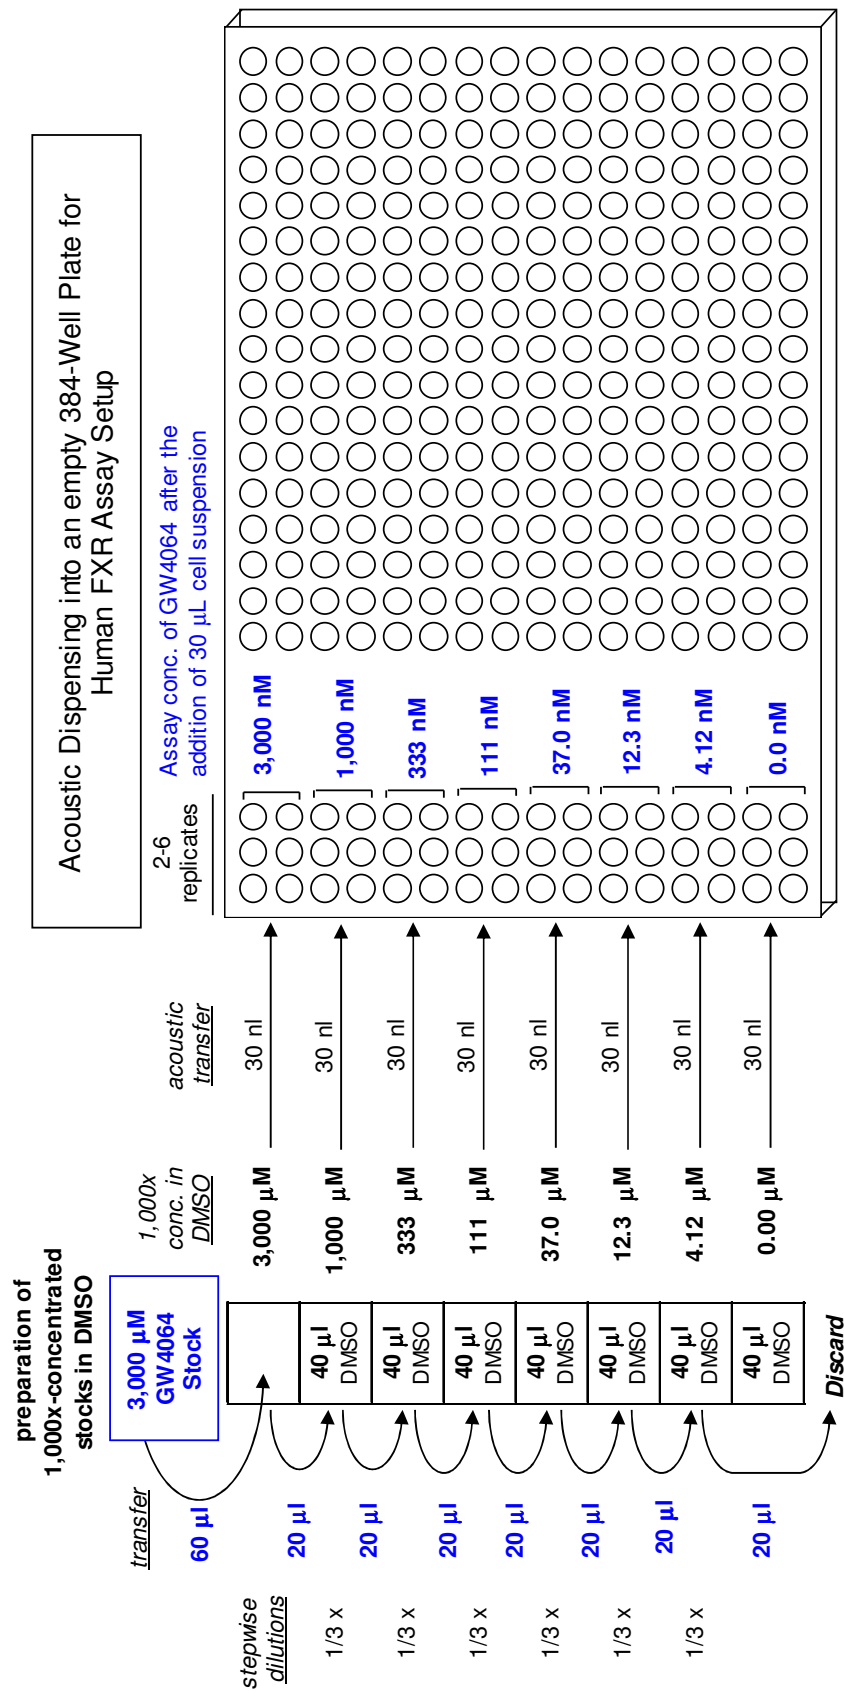 Acoustic Dispensing into an empty 384-Well Plate for
Human FXR Assay Setup
preparation of
1,000x-concentrated
stocks in DMSO
transfer
3,000 µM
GW4064
Stock
1,000x
conc. in
DMSO
acoustic
transfer
2-6
replicates
Assay conc. of GW4064 after the
addition of 30 µL cell suspension
stepwise
dilutions
60 µl
3,000 µM
30 nl
3,000 nM
20 µl
1/3 x
40 µl
DMSO
1,000 µM
30 nl
1,000 nM
20 µl
1/3 x
40 µl
DMSO
333 µM
30 nl
333 nM
20 µl
1/3 x
40 µl
DMSO
111 µM
30 nl
111 nM
20 µl
1/3 x
40 µl
DMSO
37.0 µM
30 nl
37.0 nM
20 µl
1/3 x
40 µl
DMSO
12.3 µM
30 nl
12.3 nM
20 µl
1/3 x
40 µl
DMSO
4.12 µM
30 nl
4.12 nM
20 µl
40 µl
DMSO
0.00 µM
30 nl
0.0 nM
Discard